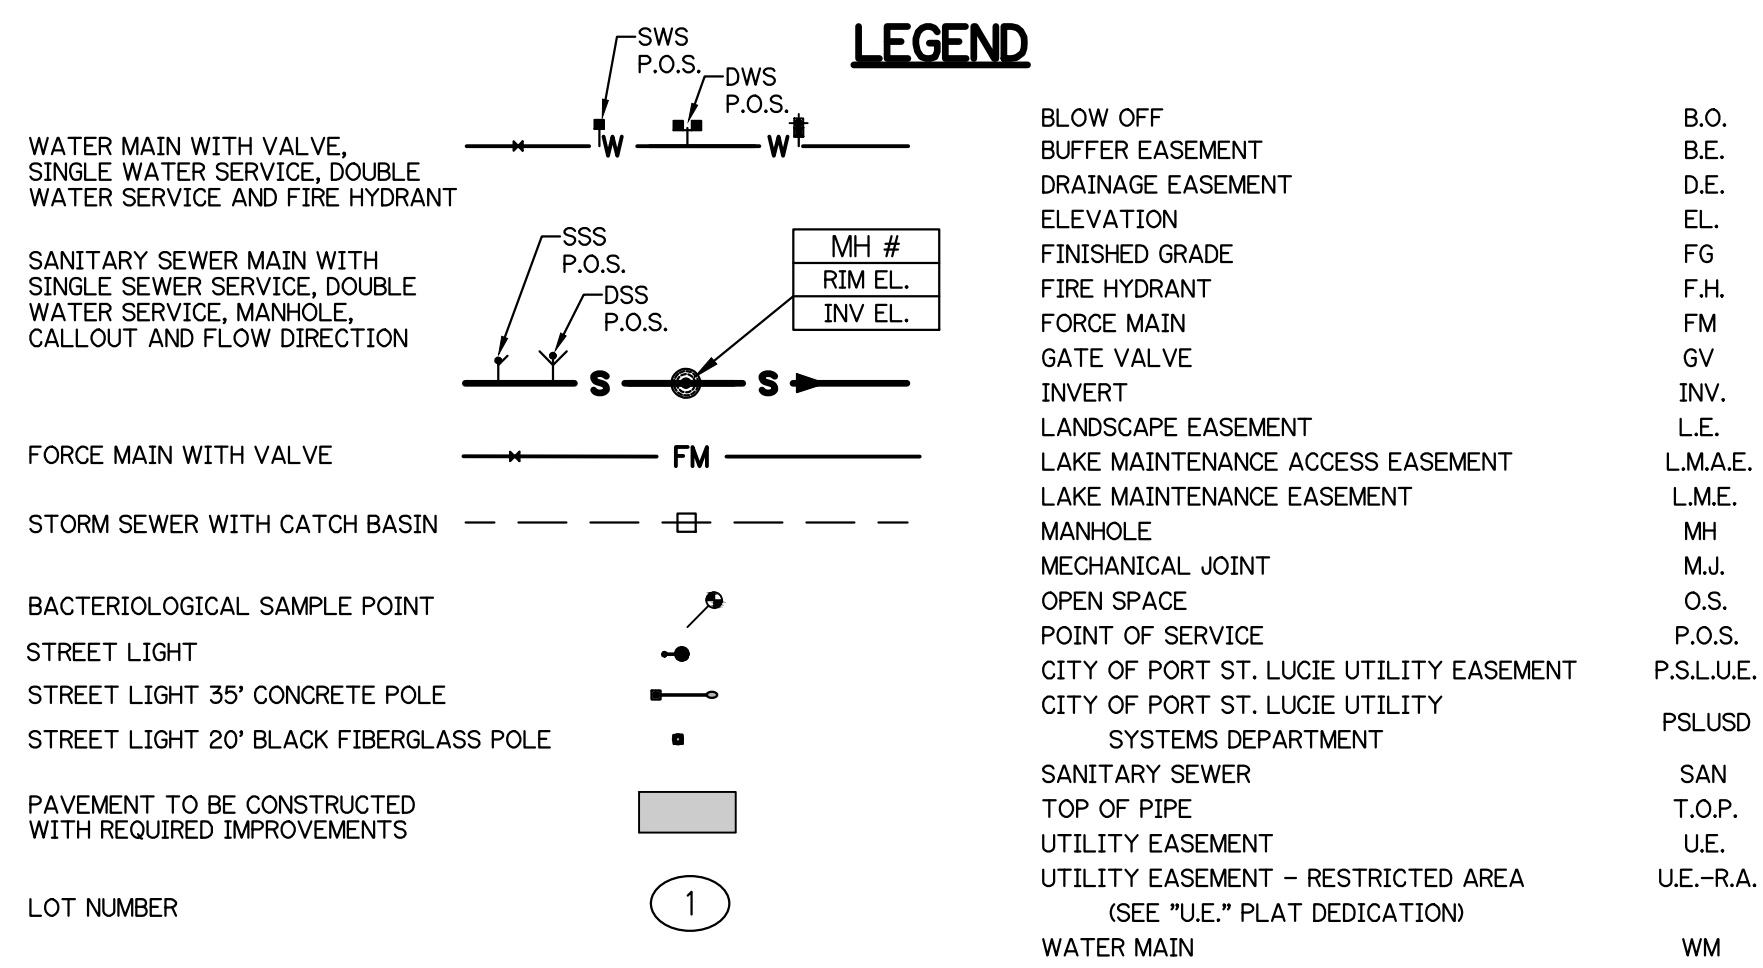 LEGEND
SWS
P.O.S.
DWS
P.O.S.
W
W
WATER MAIN WITH VALVE,
SINGLE WATER SERVICE, DOUBLE
WATER SERVICE AND FIRE HYDRANT
SSS
P.O.S.
DSS
P.O.S.
MH #
RIM EL.
INV EL.
SANITARY SEWER MAIN WITH
SINGLE SEWER SERVICE, DOUBLE
WATER SERVICE, MANHOLE,
CALLOUT AND FLOW DIRECTION
S
S
FORCE MAIN WITH VALVE
FM
STORM SEWER WITH CATCH BASIN
BACTERIOLOGICAL SAMPLE POINT
STREET LIGHT
STREET LIGHT 35' CONCRETE POLE
STREET LIGHT 20' BLACK FIBERGLASS POLE
PAVEMENT TO BE CONSTRUCTED
WITH REQUIRED IMPROVEMENTS
LOT NUMBER
1
BLOW OFF B.O.
BUFFER EASEMENT B.E.
DRAINAGE EASEMENT D.E.
ELEVATION EL.
FINISHED GRADE FG
FIRE HYDRANT F.H.
FORCE MAIN FM
GATE VALVE GV
INVERT INV.
LANDSCAPE EASEMENT L.E.
LAKE MAINTENANCE ACCESS EASEMENT L.M.A.E.
LAKE MAINTENANCE EASEMENT L.M.E.
MANHOLE MH
MECHANICAL JOINT M.J.
OPEN SPACE O.S.
POINT OF SERVICE P.O.S.
CITY OF PORT ST. LUCIE UTILITY EASEMENT P.S.L.U.E.
CITY OF PORT ST. LUCIE UTILITY
SYSTEMS DEPARTMENT PSLUSD
SANITARY SEWER SAN
TOP OF PIPE T.O.P.
UTILITY EASEMENT U.E.
UTILITY EASEMENT - RESTRICTED AREA U.E.-R.A.
(SEE "U.E." PLAT DEDICATION)
WATER MAIN WM